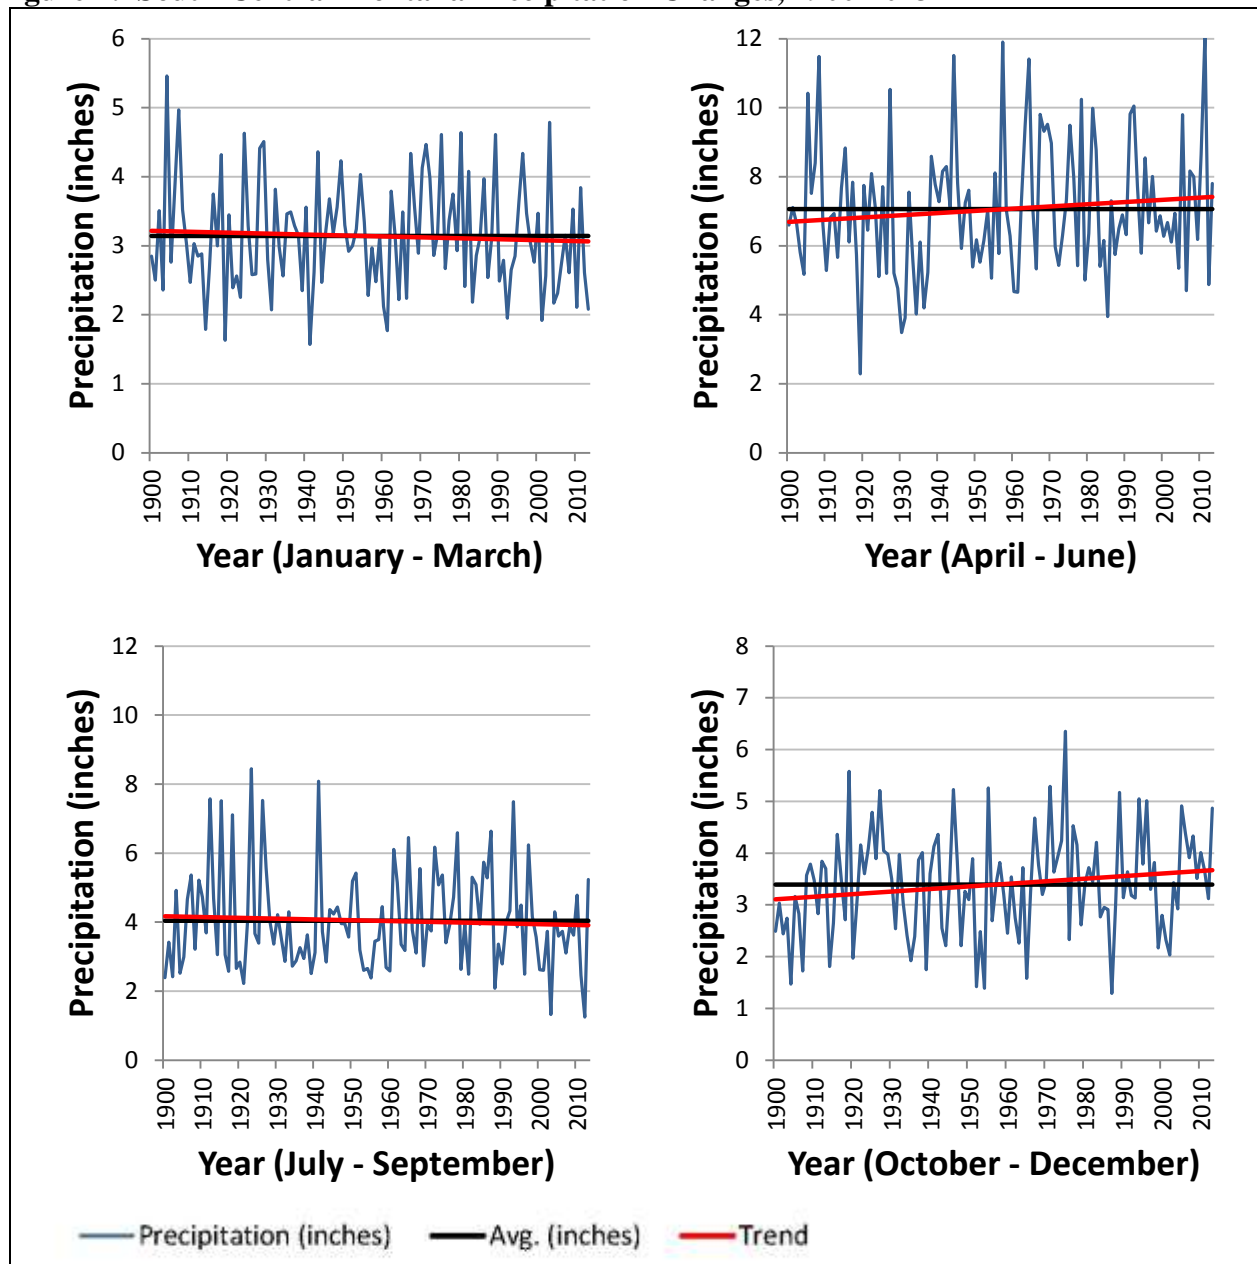 6
5
4
3
2
1
0
Precipitation (inches)
1900 1910 1920 1930 1940 1950 1960 1970 1980 1990 2000 2010
Year (January - March)
12
10
8
6
4
2
0
Precipitation (inches)
1900 1910 1920 1930 1940 1950 1960 1970 1980 1990 2000 2010
Year (April - June)
12
10
8
6
4
2
0
Precipitation (inches)
1900 1910 1920 1930 1940 1950 1960 1970 1980 1990 2000 2010
Year (July - September)
8
7
6
5
4
3
2
1
0
Precipitation (inches)
1900 1910 1920 1930 1940 1950 1960 1970 1980 1990 2000 2010
Year (October - December)
Precipitation (inches) Avg. (inches) Trend